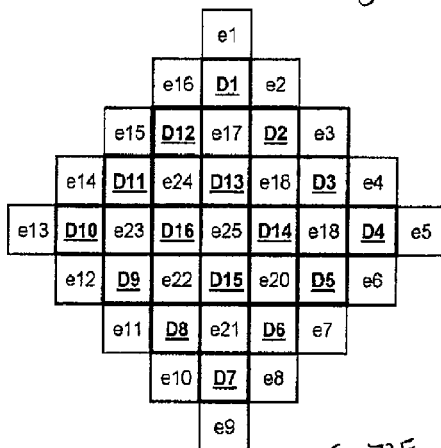 e1
e16 D1 e2
e15 D12 e17 D2 e3
e14 D11 e24 D13 e18 D3 e4
e13 D10 e23 D16 e25 D14 e18 D4 e5
e12 D9 e22 D15 e20 D5 e6
e11 D8 e21 D6 e7
e10 D7 e8
e9